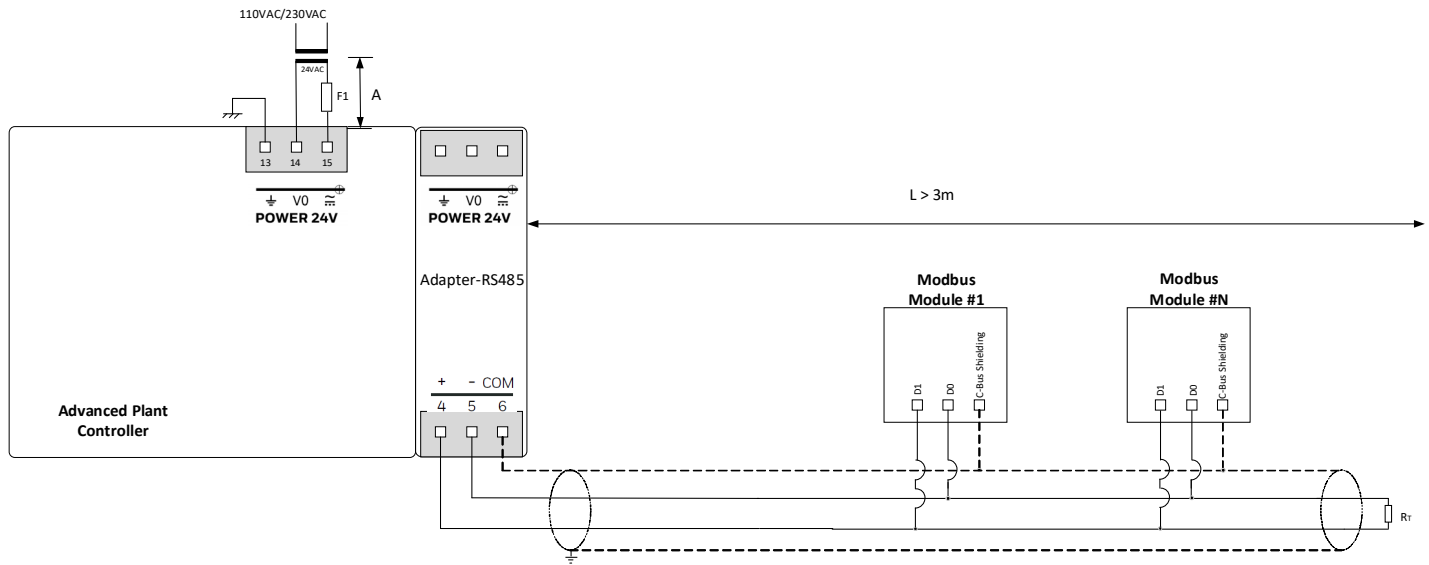 110VAC/230VAC
24VAC
F1
A
13 14 15
V0
POWER 24V
V0
POWER 24V
L > 3m
Adapter-RS485
Modbus
Module #1
Modbus
Module #N
D1
D0
C-Bus Shielding
D1
D0
C-Bus Shielding
+ - COM
4 5 6
Advanced Plant
Controller
RT